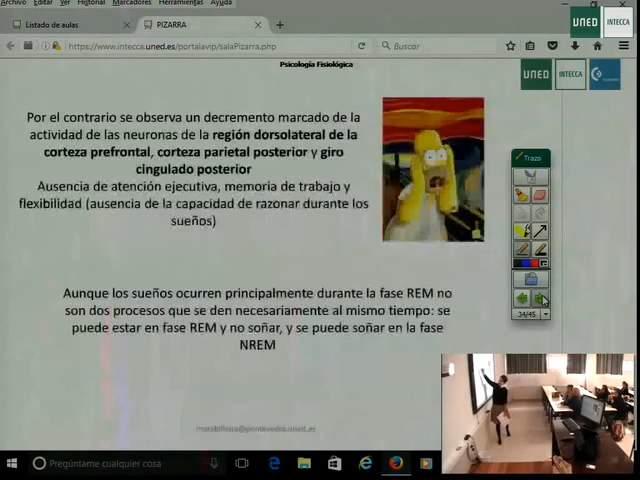 Archivo Editar Ver Historial Marcadores Herramientas Ayuda
Listado de aulas
PIZARRA
https://www.intecca.uned.es/portalavip/salaPizarra.php
Buscar
UNED
INTECCA
Psicología Fisiológica
UNED
INTECCA
Por el contrario se observa un decremento marcado de la
actividad de las neuronas de la región dorsolateral de la
corteza prefrontal, corteza parietal posterior y giro
cingulado posterior
Ausencia de atención ejecutiva, memoria de trabajo y
flexibilidad (ausencia de la capacidad de razonar durante los
sueños)
Trazo
34/45
Aunque los sueños ocurren principalmente durante la fase REM no
son dos procesos que se den necesariamente al mismo tiempo: se
puede estar en fase REM y no soñar, y se puede soñar en la fase
NREM
Pregúntame cualquier cosa